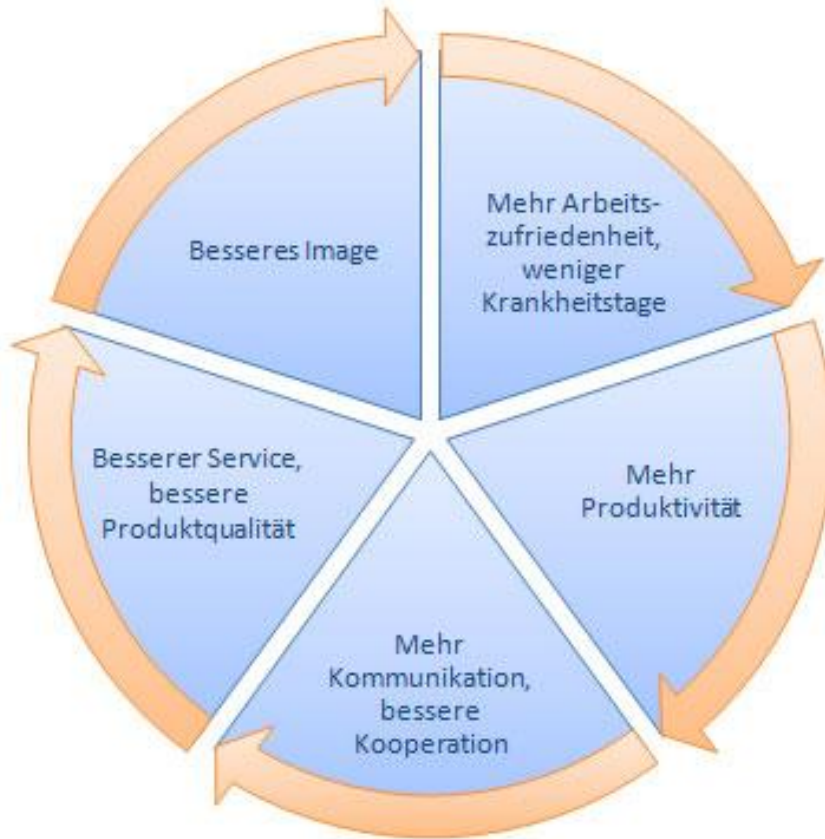 Mehr Arbeits-
zufriedenheit,
weniger
Krankheitstage
Mehr
Produktivität
Mehr
Kommunikation,
bessere
Kooperation
Besserer Service,
bessere
Produktqualität
Besseres Image